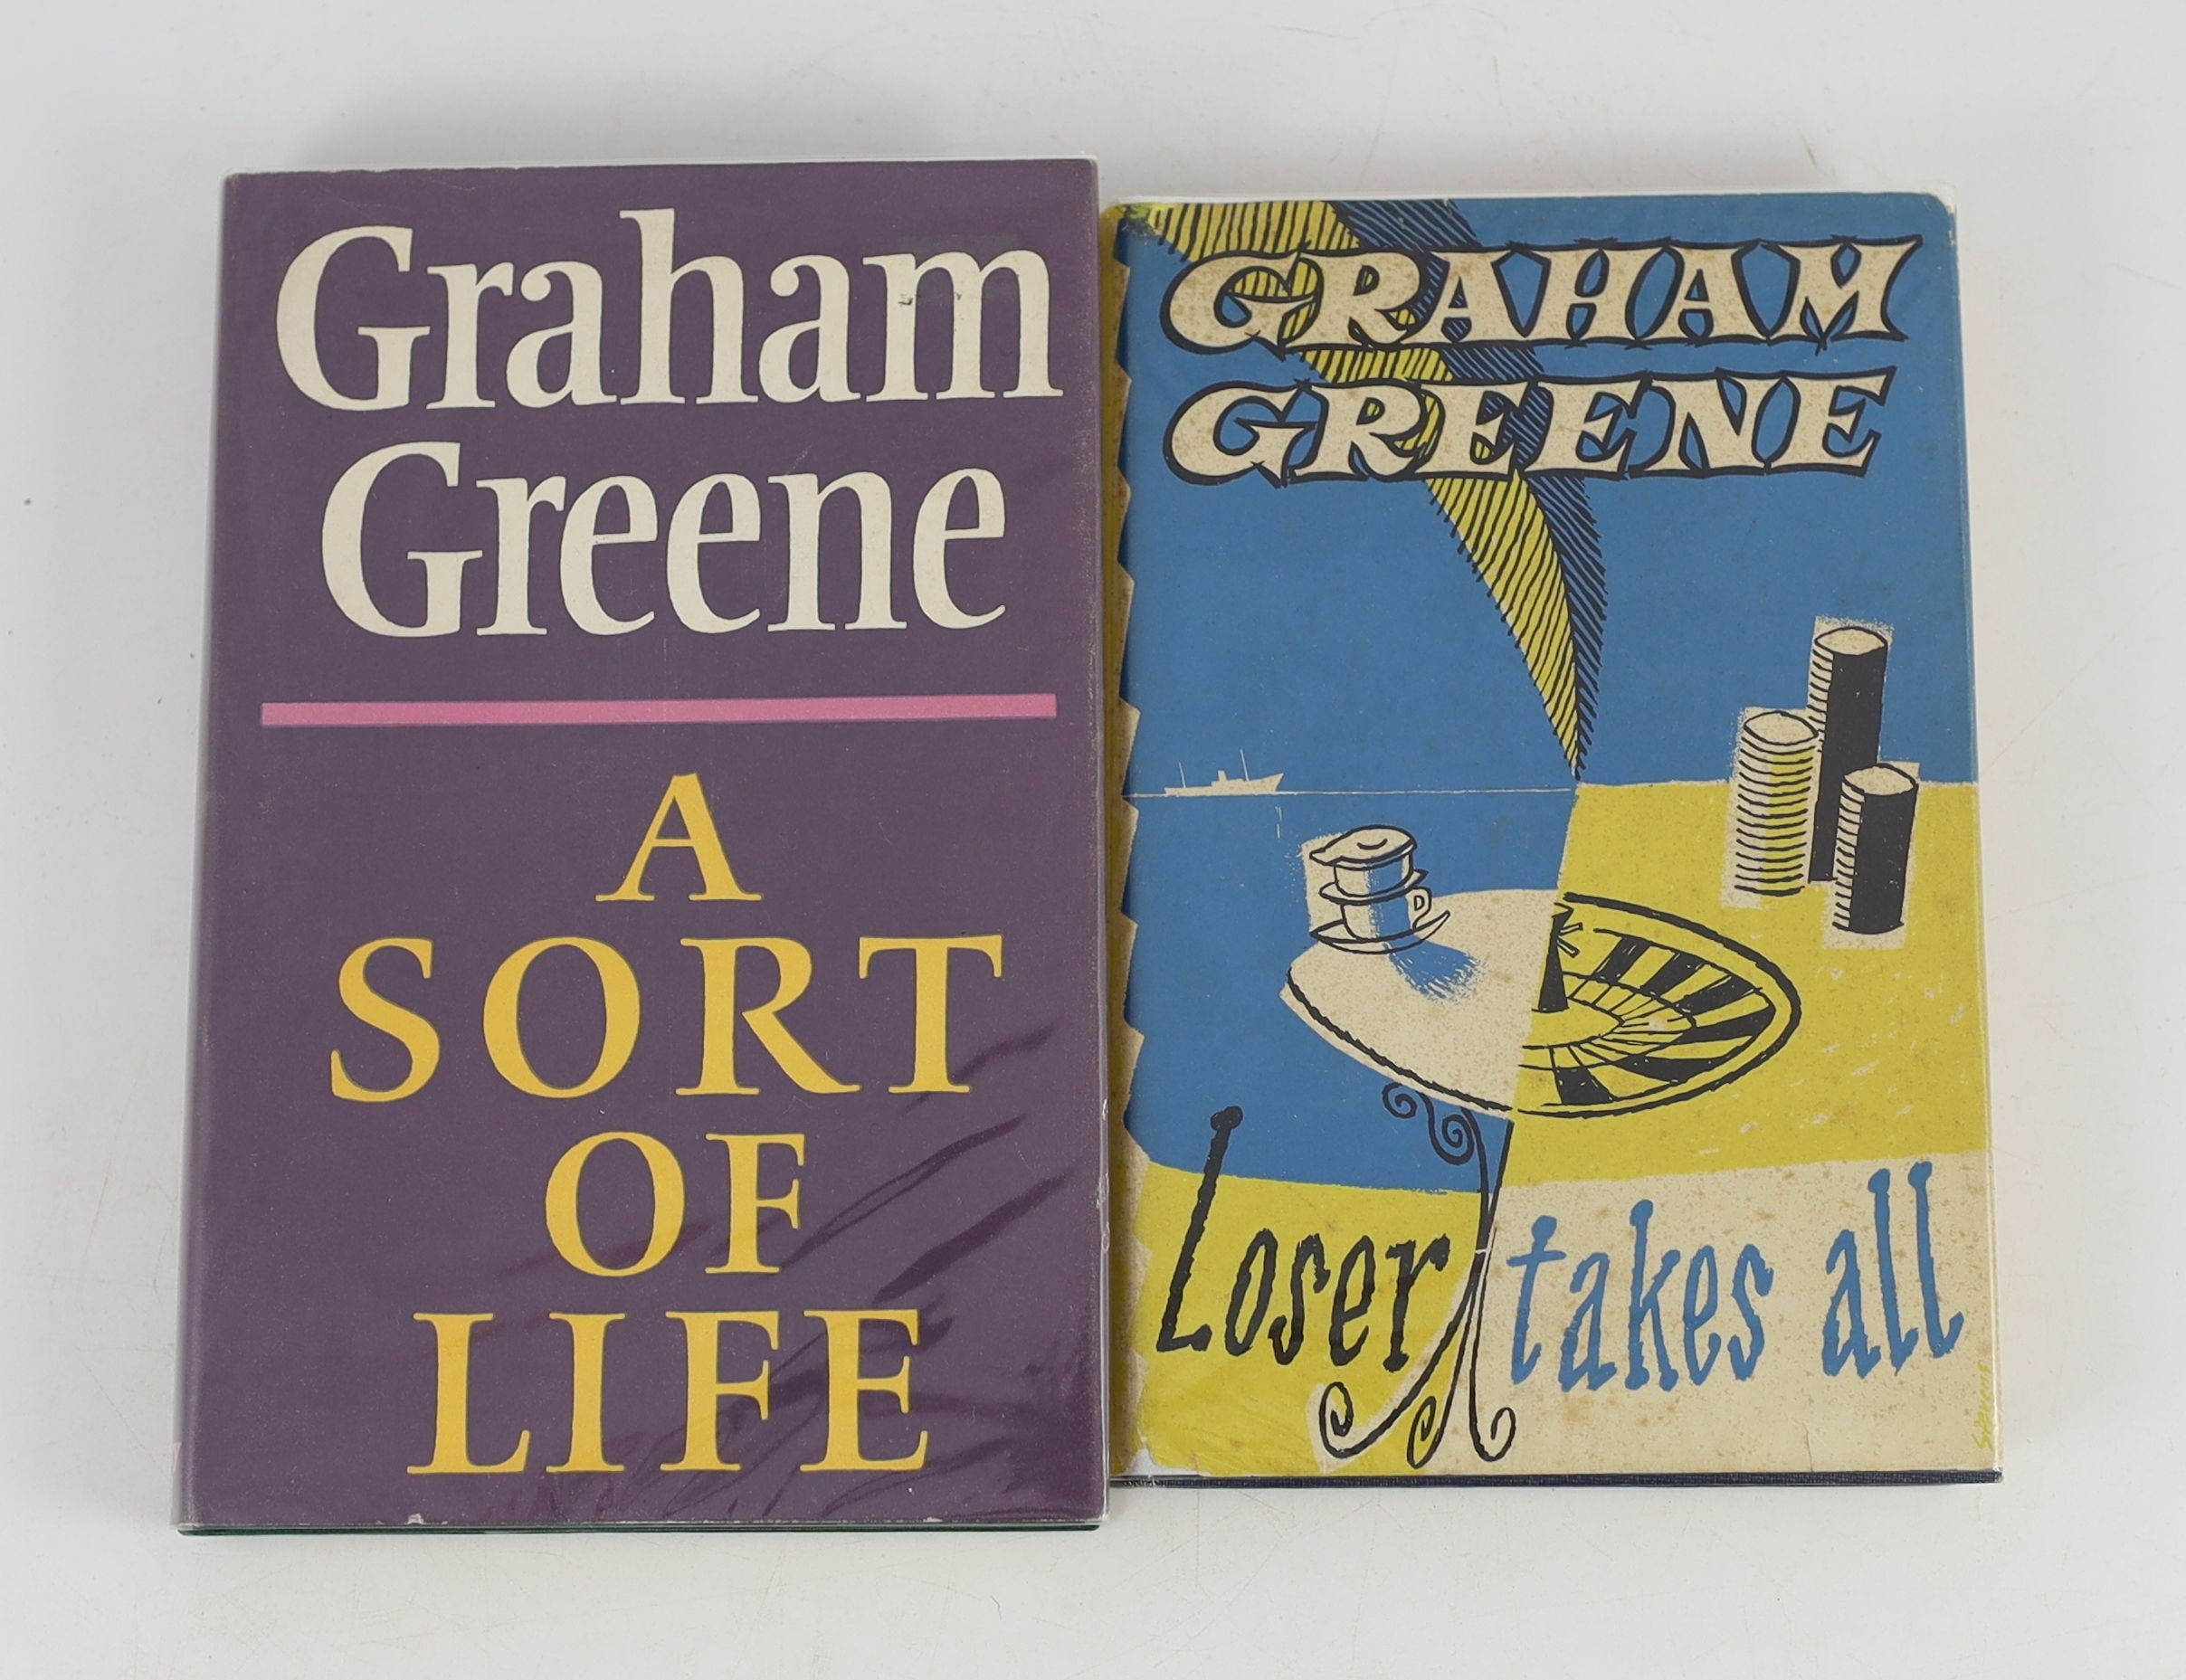 Graham
Greene
A
SORT
OF
LIFE
GRAHAM
GREENE
Loser takes all